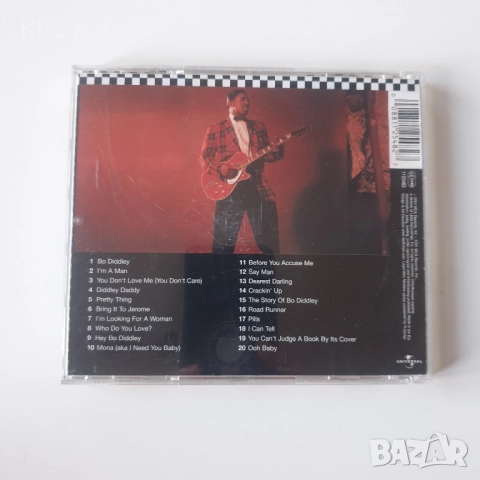 1 Bo Diddley
2 I'm A Man
3 You Don't Love Me (You Don't Care)
4 Diddley Daddy
5 Pretty Thing
6 Bring It To Jerome
7 I'm Looking For A Woman
8 Who Do You Love?
9 Hey Bo Diddley
10 Mona (aka I Need You Baby)
11 Before You Accuse Me
12 Say Man
13 Dearest Darling
14 Crackin' Up
15 The Story Of Bo Diddley
16 Road Runner
17 Pills
18 I Can Tell
19 You Can't Judge A Book By Its Cover
20 Ooh Baby
UNIVERSAL
BAZAR